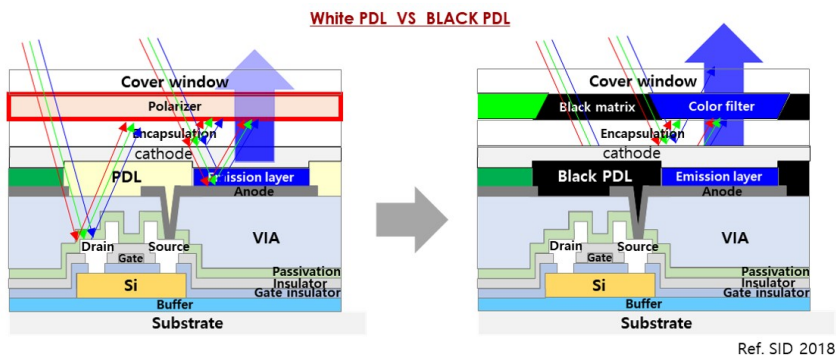 White PDL VS BLACK PDL
Cover window
Polarizer
Encapsulation
cathode
PDL
Emission layer
Anode
VIA
Drain
Source
Gate
Passivation
Insulator
Si
Gate insulator
Buffer
Substrate
Cover window
Black matrix
Color filter
Encapsulation
cathode
Black PDL
Emission layer
Anode
VIA
Drain
Source
Gate
Passivation
Insulator
Si
Gate insulator
Buffer
Substrate
Ref. SID 2018